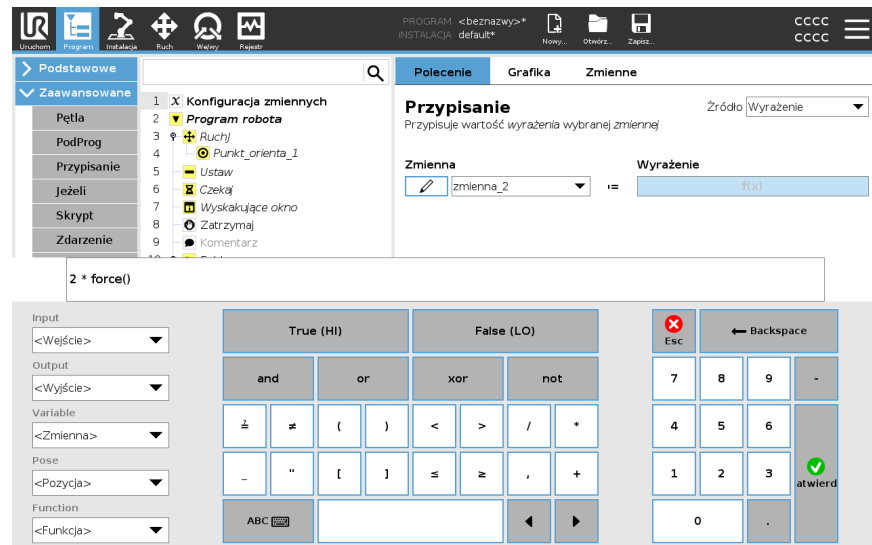 PROGRAM <beznazwy>*
INSTALACJA default*
Uruchom Program Instalacja Ruch We/wy Rejestr Nowy... Otwórz... Zapisz...
cccc
cccc
Podstawowe
Zaawansowane
Pętla
PodProg
Przypisanie
Jeżeli
Skrypt
Zdarzenie
1 X Konfiguracja zmiennych
2 Program robota
3 RuchJ
4 Punkt_orienta_1
5 Ustaw
6 Czekaj
7 Wyskakujące okno
8 Zatrzymaj
9 Komentarz
Polecenie Grafika Zmienne
Przypisanie
Źródło Wyrażenie
Przypisuje wartość wyrażenia wybranej zmiennej
Zmienna Wyrażenie
zmienna_2 := f(x)
2 * force()
Input
<Wejście>
Output
<Wyjście>
Variable
<Zmienna>
Pose
<Pozycja>
Function
<Funkcja>
True (HI) False (LO)
and or xor not
≟ ≠ ( ) < > / *
_ " [ ] ≤ ≥ , +
ABC
Esc Backspace
7 8 9 -
4 5 6
1 2 3 atwierd
0 .